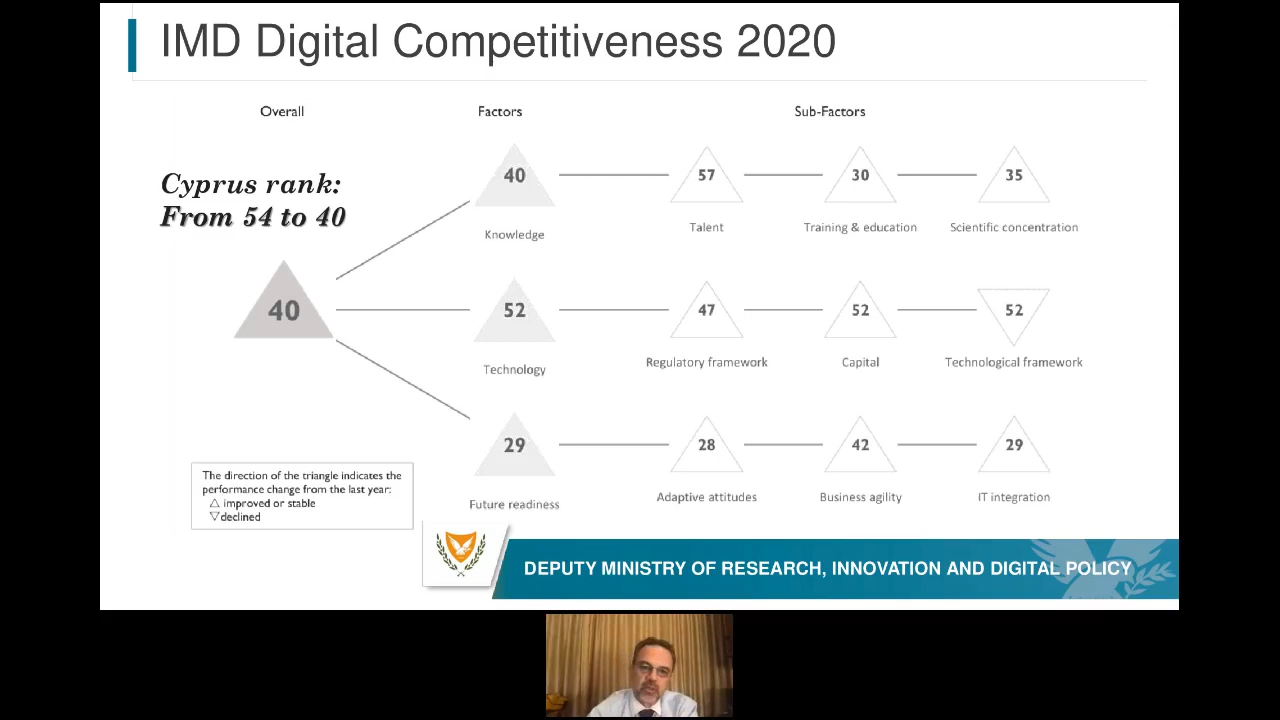 IMD Digital Competitiveness 2020
Overall
Factors
Sub-Factors
Cyprus rank:
From 54 to 40
40
40
Knowledge
57
Talent
30
Training & education
35
Scientific concentration
52
Technology
47
Regulatory framework
52
Capital
52
Technological framework
29
Future readiness
28
Adaptive attitudes
42
Business agility
29
IT integration
The direction of the triangle indicates the
performance change from the last year:
△ improved or stable
▽ declined
DEPUTY MINISTRY OF RESEARCH, INNOVATION AND DIGITAL POLICY